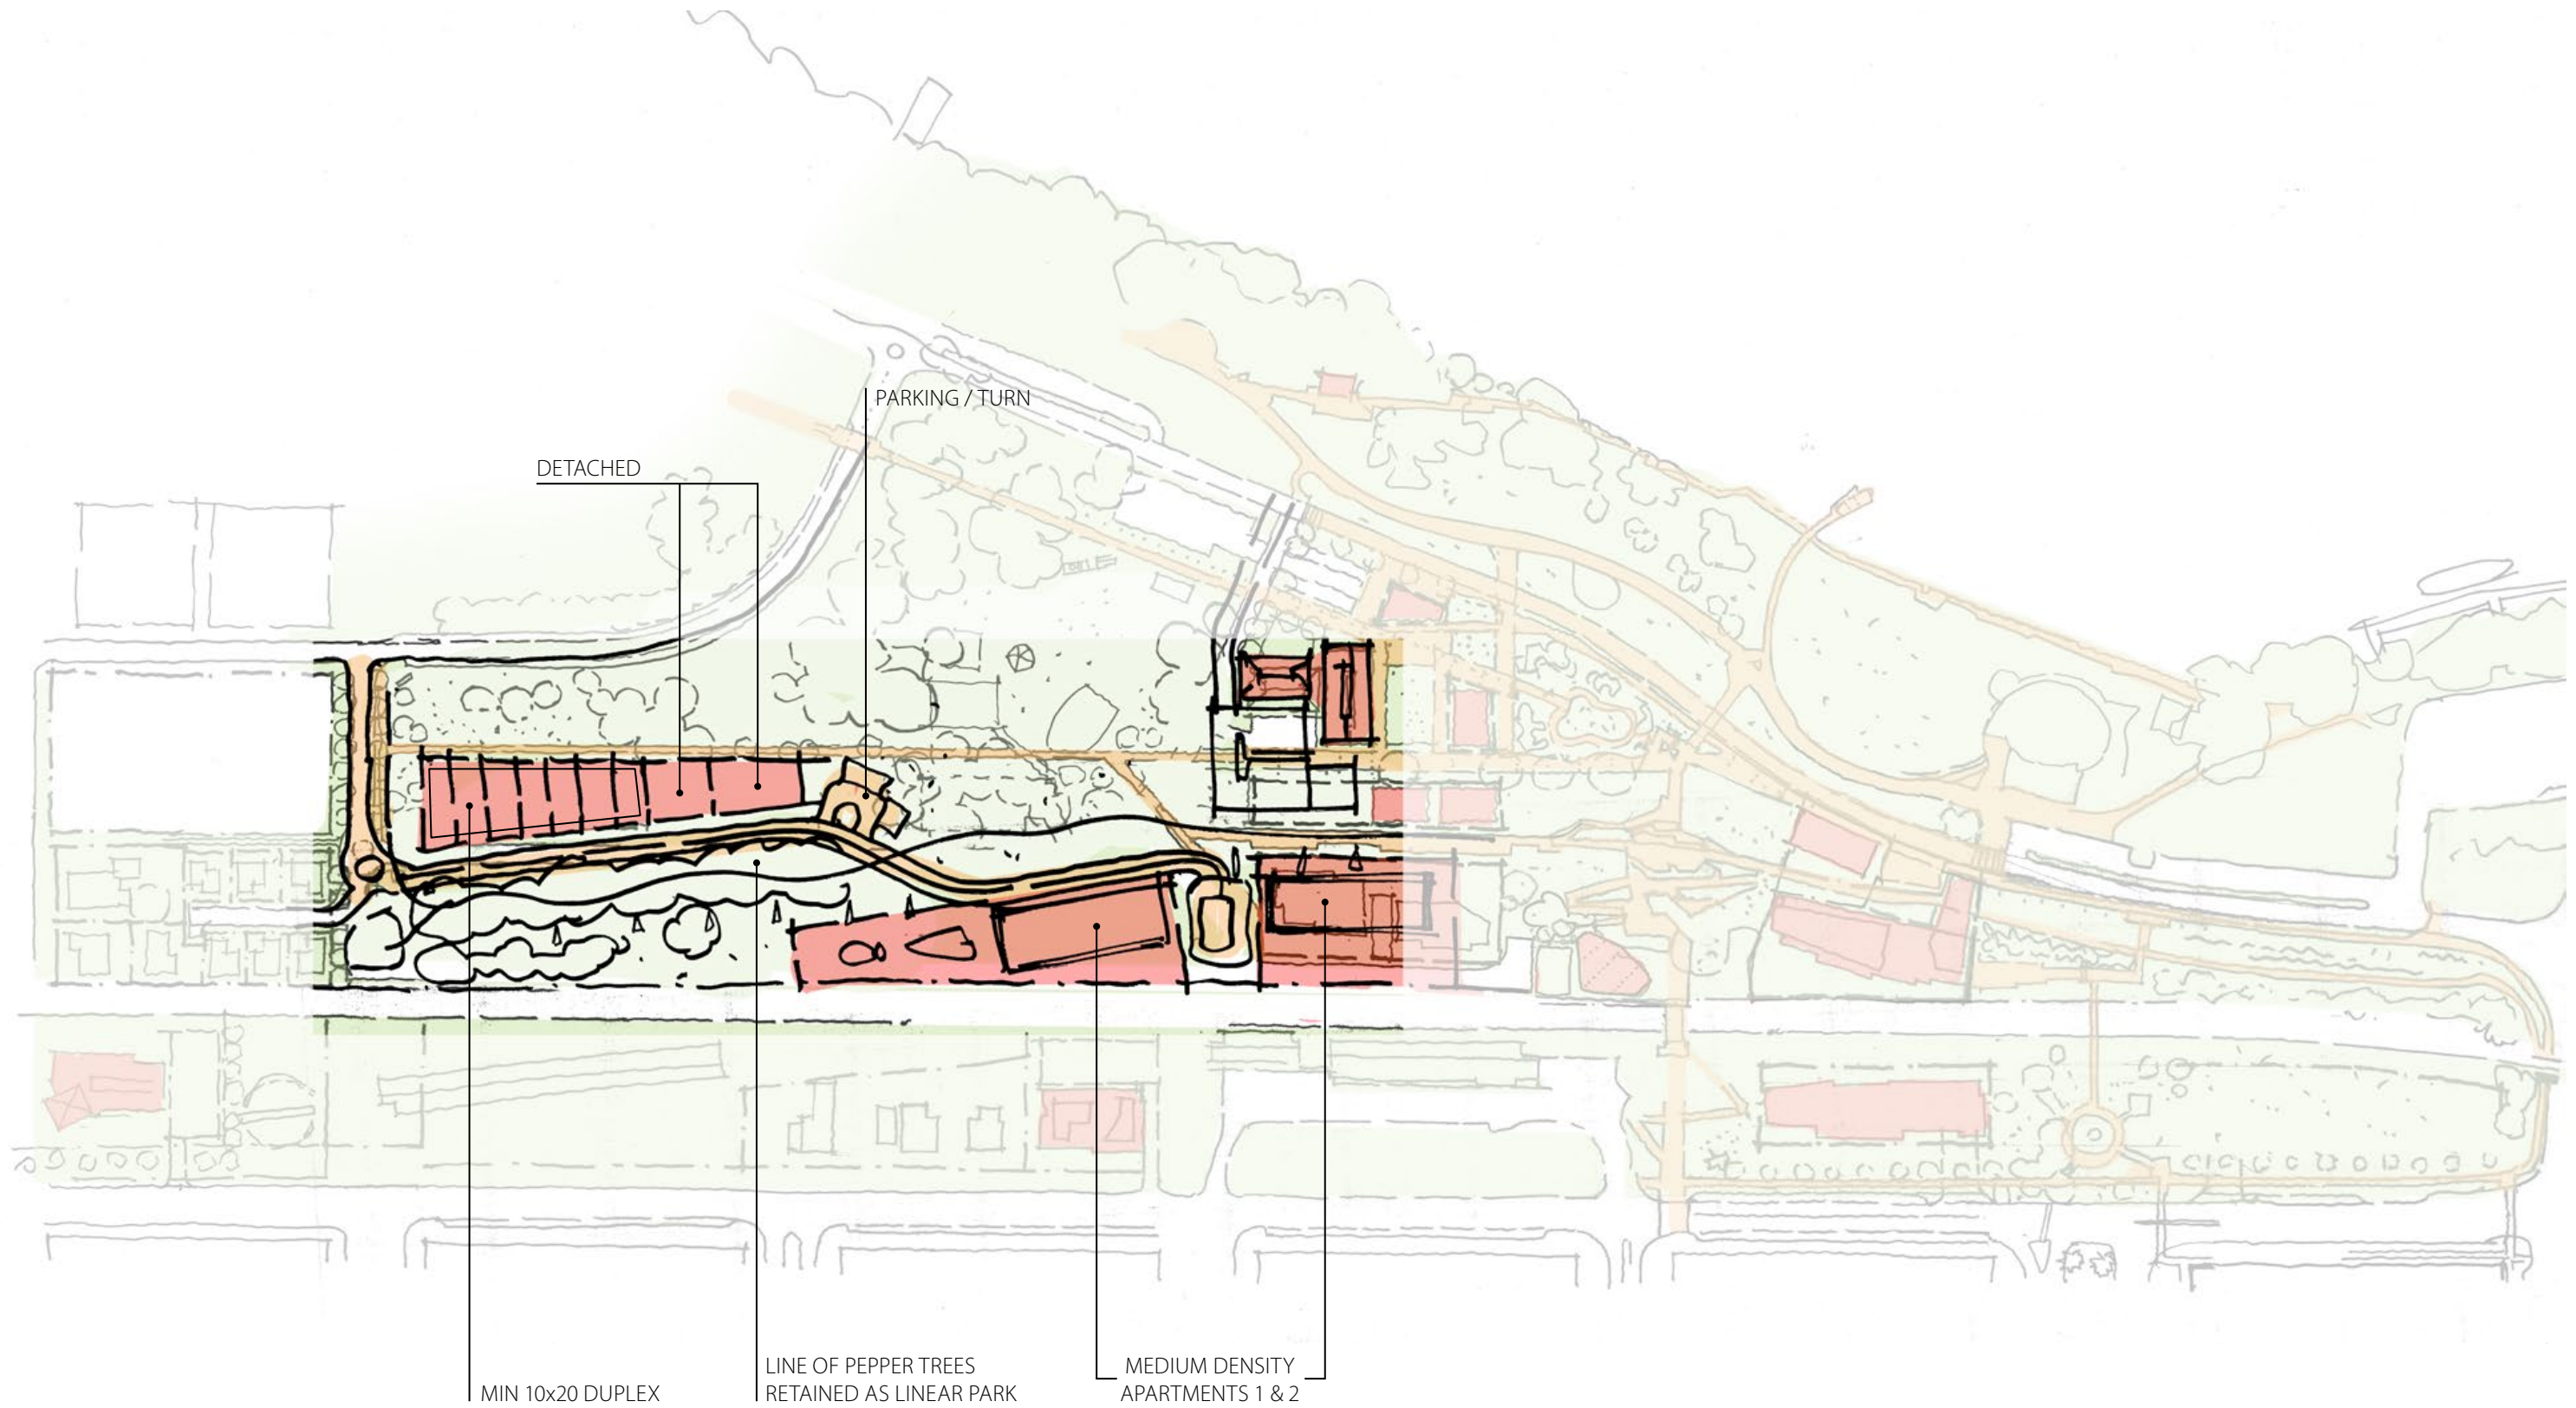 PARKING / TURN
DETACHED
LINE OF PEPPER TREES
RETAINED AS LINEAR PARK
MIN 10x20 DUPLEX
MEDIUM DENSITY
APARTMENTS 1 & 2